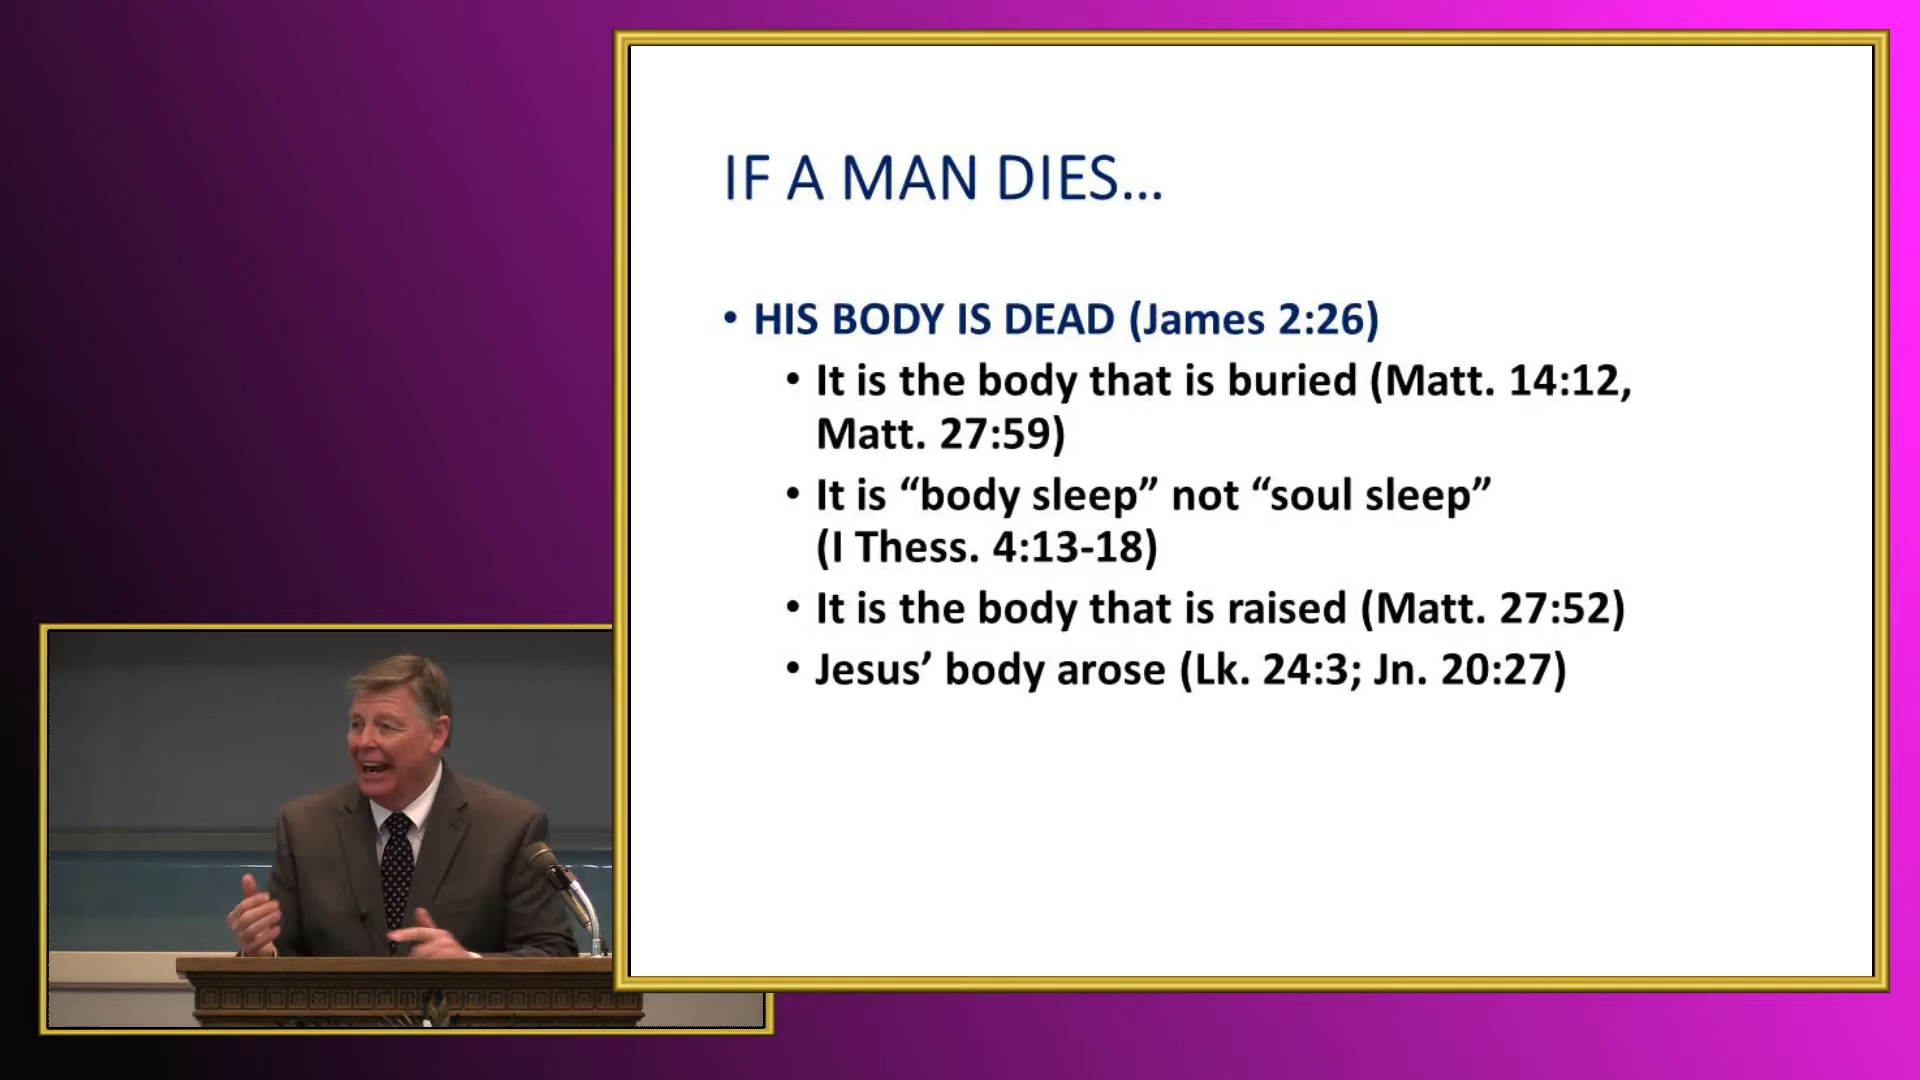 IF A MAN DIES…
• HIS BODY IS DEAD (James 2:26)
• It is the body that is buried (Matt. 14:12,
Matt. 27:59)
• It is “body sleep” not “soul sleep”
(I Thess. 4:13-18)
• It is the body that is raised (Matt. 27:52)
• Jesus’ body arose (Lk. 24:3; Jn. 20:27)